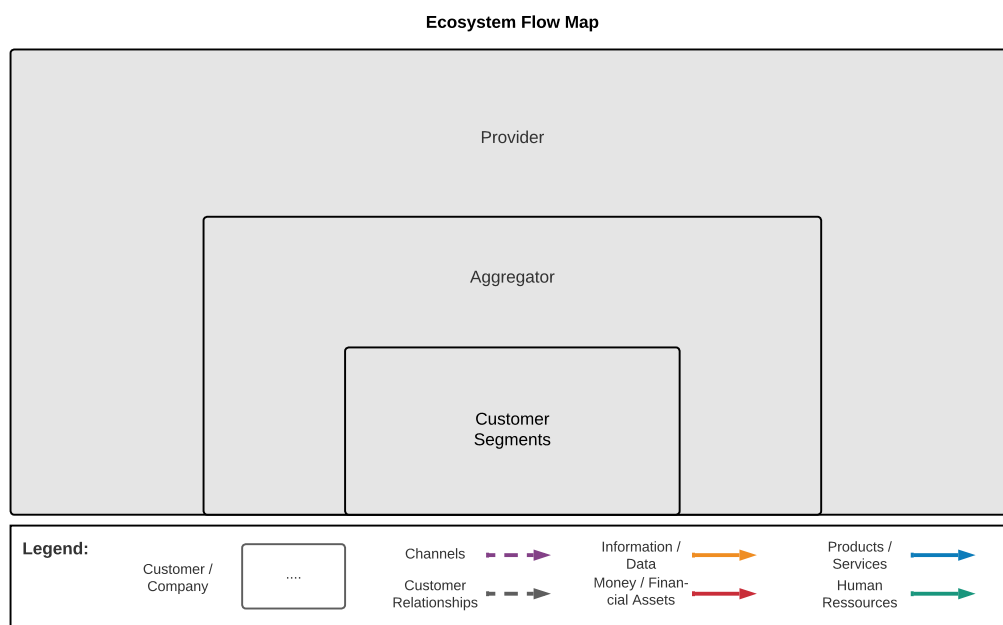 Ecosystem Flow Map
Provider
Aggregator
Customer
Segments
Legend:
Customer /
Company
....
Channels
Customer
Relationships
Information /
Data
Money / Finan-
cial Assets
Products /
Services
Human
Ressources